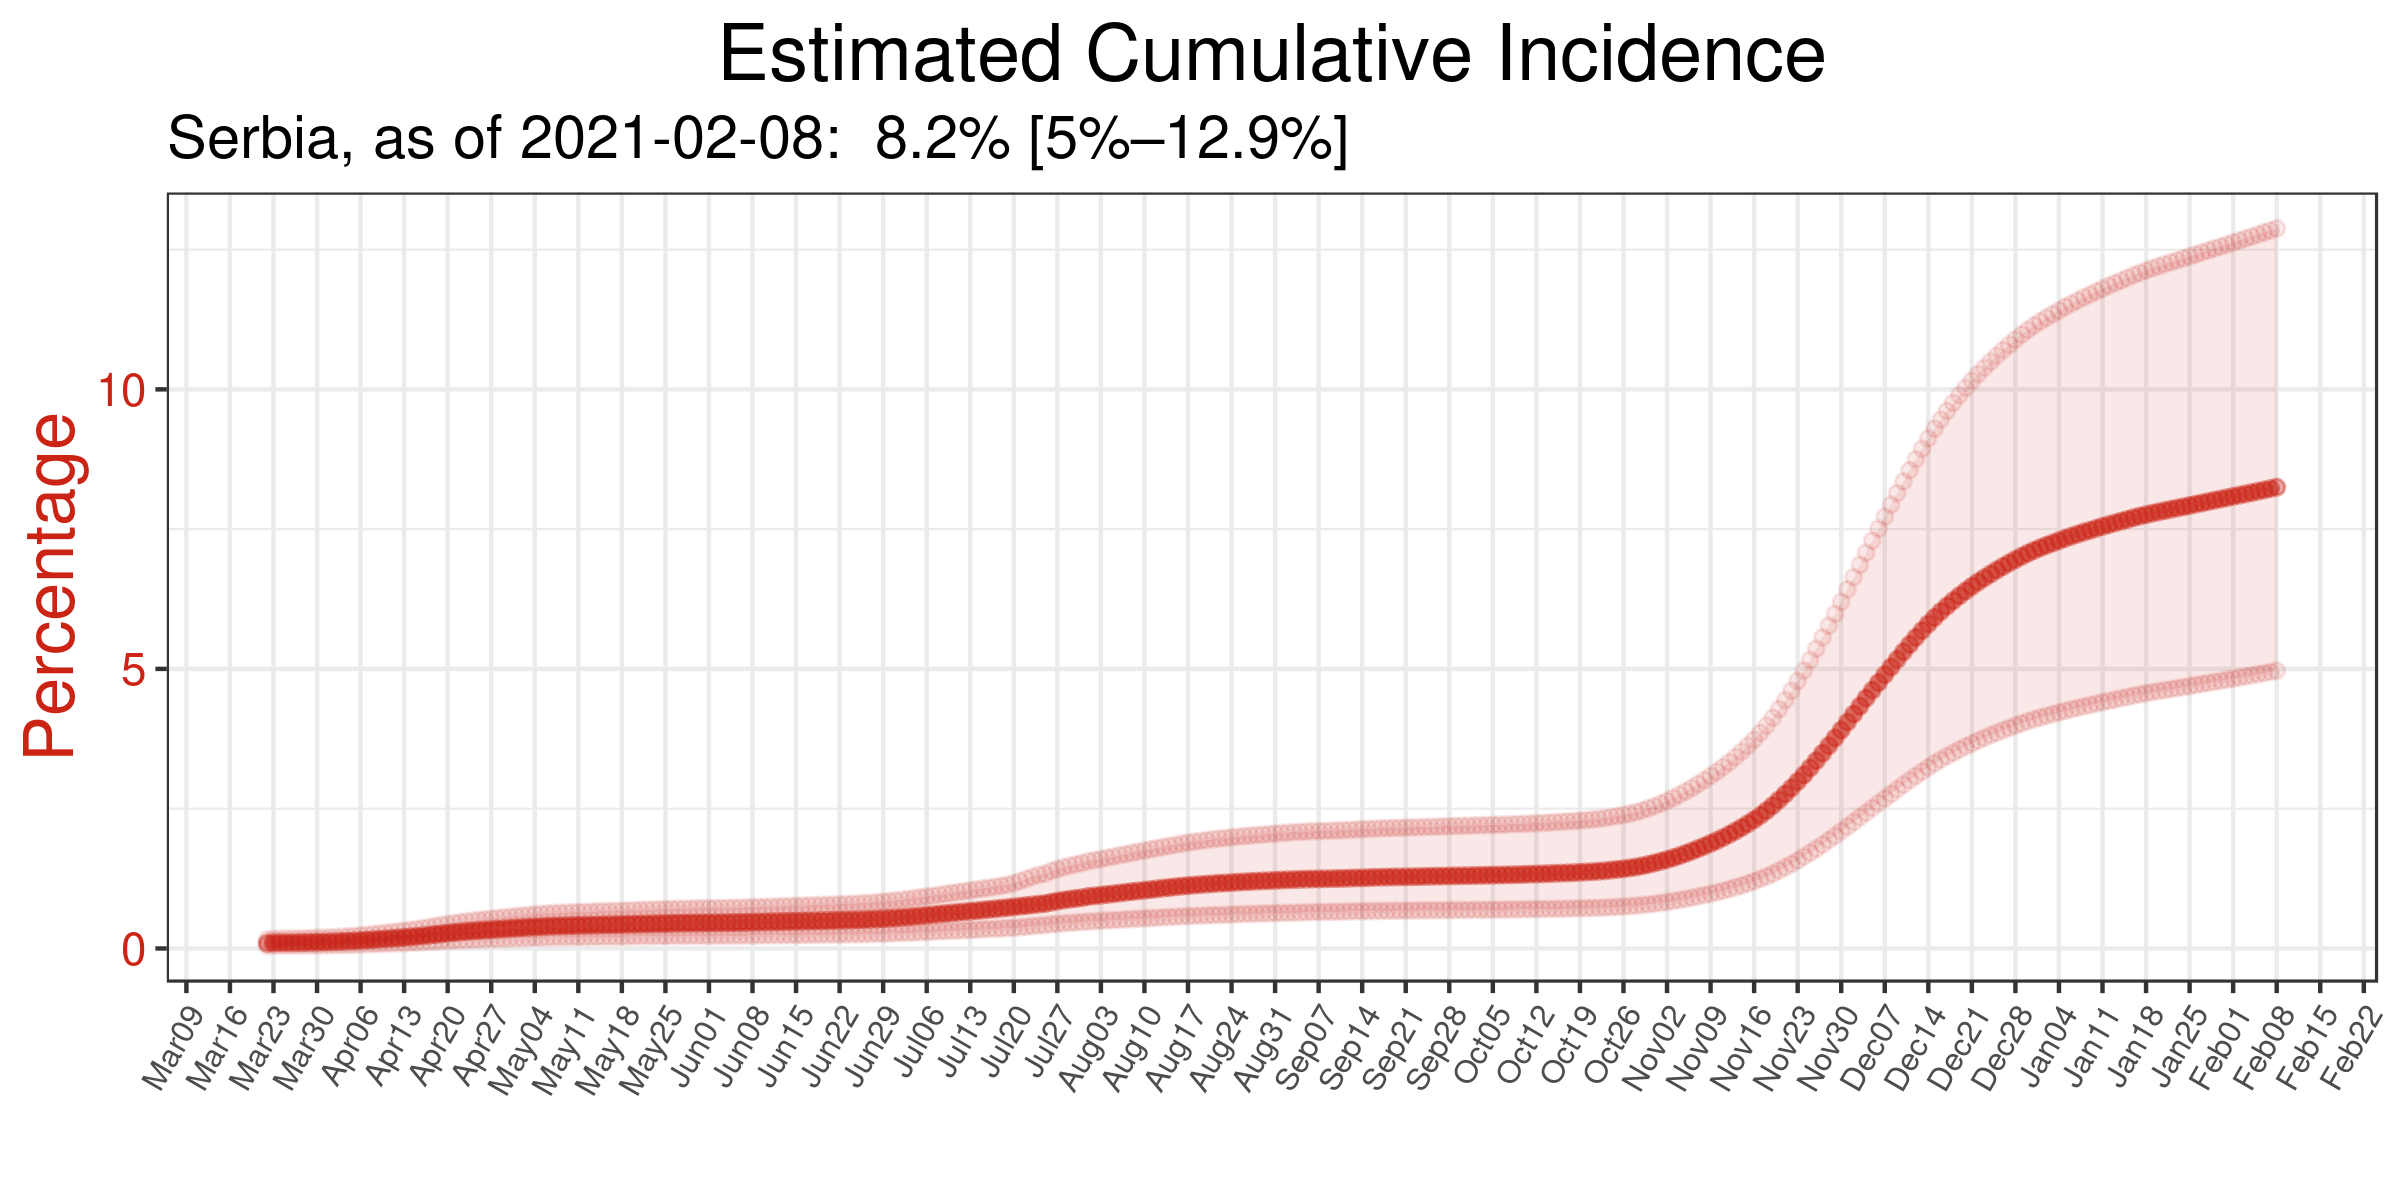 Estimated Cumulative Incidence
Serbia, as of 2021-02-08:  8.2% [5%–12.9%]
Percentage
10
5
0
Mar09
Mar16
Mar23
Mar30
Apr06
Apr13
Apr20
Apr27
May04
May11
May18
May25
Jun01
Jun08
Jun15
Jun22
Jun29
Jul06
Jul13
Jul20
Jul27
Aug03
Aug10
Aug17
Aug24
Aug31
Sep07
Sep14
Sep21
Sep28
Oct05
Oct12
Oct19
Oct26
Nov02
Nov09
Nov16
Nov23
Nov30
Dec07
Dec14
Dec21
Dec28
Jan04
Jan11
Jan18
Jan25
Feb01
Feb08
Feb15
Feb22